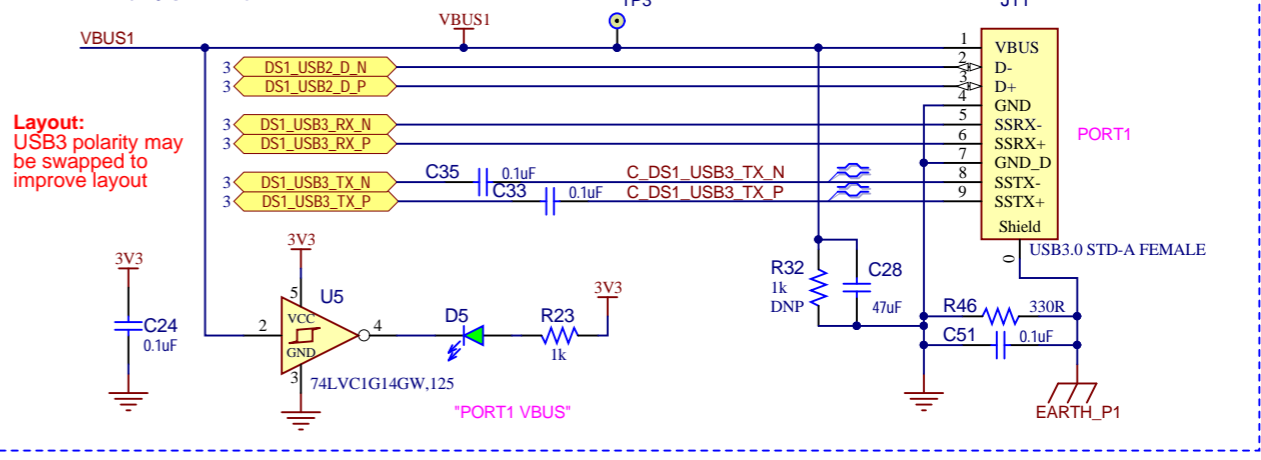 TP3
J11
VBUS1
VBUS1
1
VBUS
3
DS1_USB2_D_N
2
D-
3
DS1_USB2_D_P
3
D+
4
GND
Layout:
USB3 polarity may
be swapped to
improve layout
3
DS1_USB3_RX_N
5
SSRX-
PORT1
3
DS1_USB3_RX_P
6
SSRX+
7
GND_D
3
DS1_USB3_TX_N
C35
0.1uF
C_DS1_USB3_TX_N
8
SSTX-
3
DS1_USB3_TX_P
C33
0.1uF
C_DS1_USB3_TX_P
9
SSTX+
Shield
0
USB3.0 STD-A FEMALE
3V3
C24
0.1uF
3V3
5
U5
VCC
2
4
GND
3
74LVC1G14GW,125
D5
R23
1k
3V3
"PORT1 VBUS"
R32
1k
DNP
C28
47uF
R46
330R
C51
0.1uF
EARTH_P1